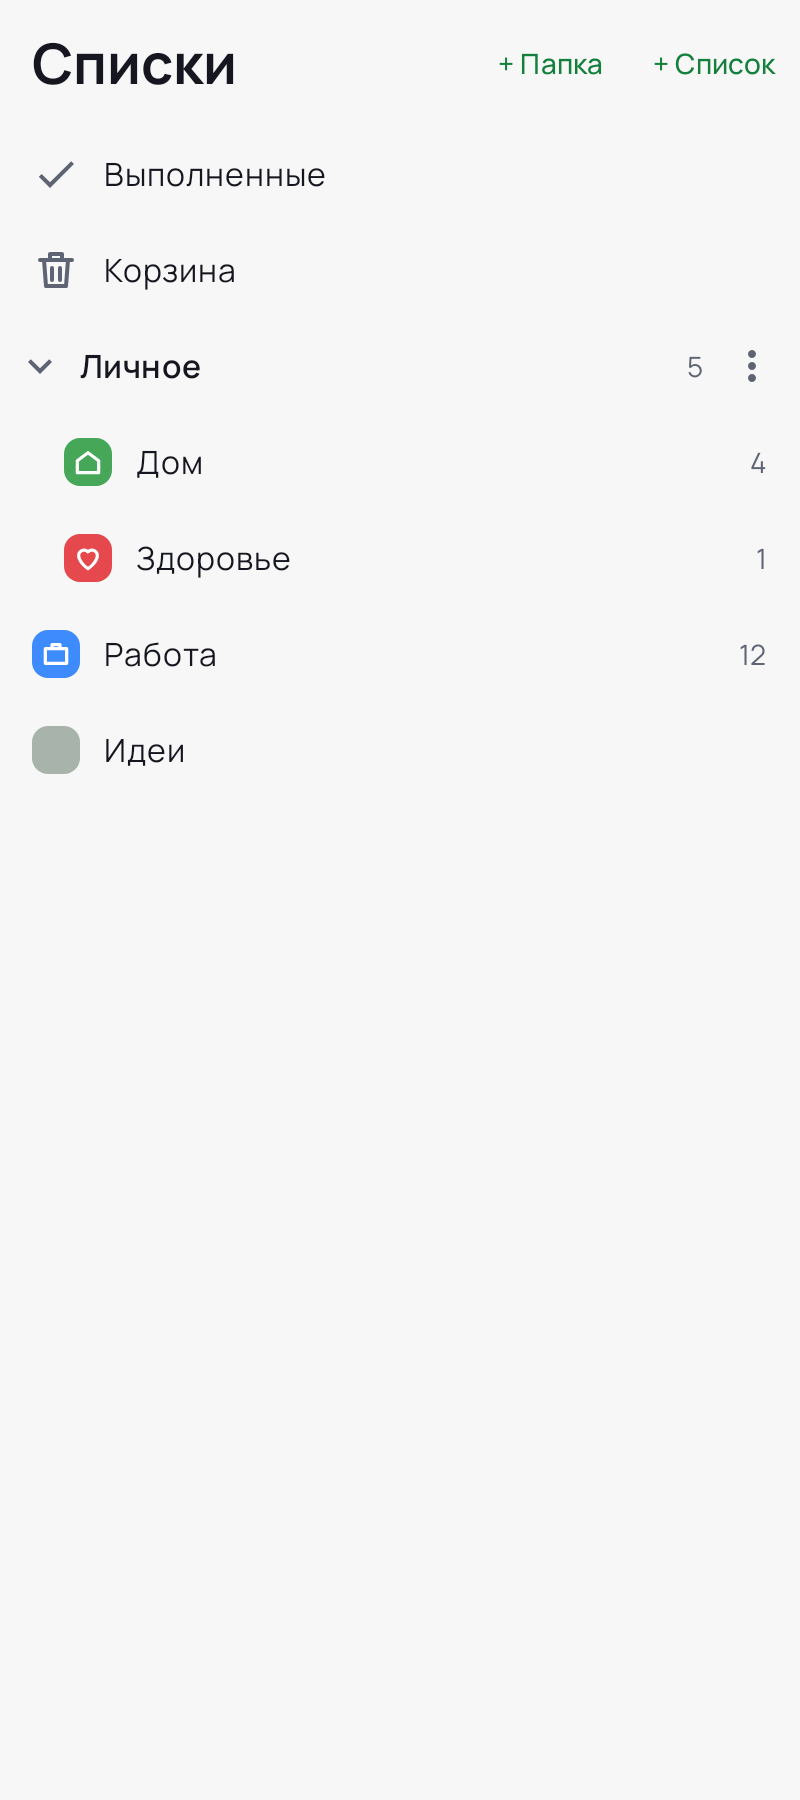 Списки + Папка + Список
Выполненные
Корзина
Личное 5
Дом 4
Здоровье 1
Работа 12
Идеи